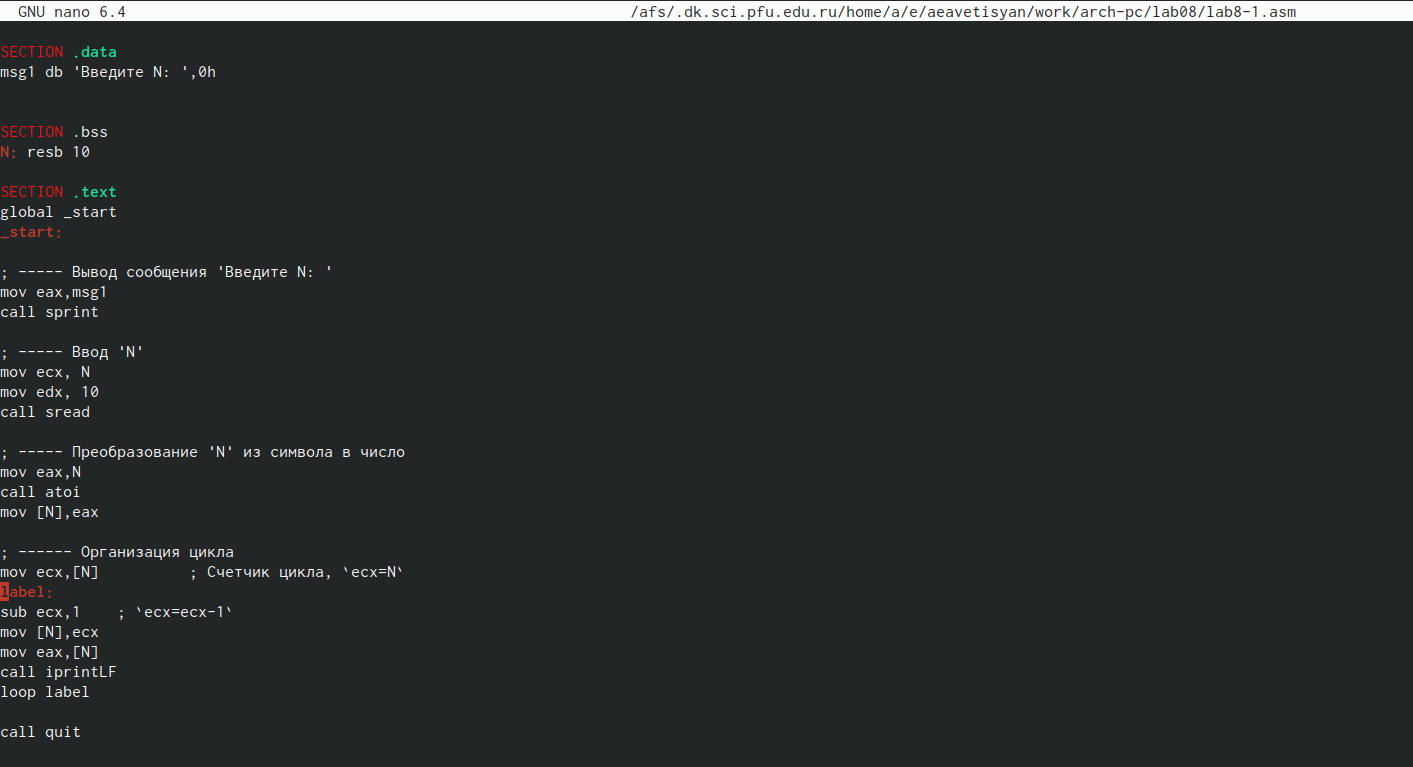 GNU nano 6.4 /afs/.dk.sci.pfu.edu.ru/home/a/e/aeavetisyan/work/arch-pc/lab08/lab8-1.asm
SECTION .data
msg1 db 'Введите N: ',0h
SECTION .bss
N: resb 10
SECTION .text
global _start
_start:
; ----- Вывод сообщения 'Введите N: '
mov eax,msg1
call sprint
; ----- Ввод 'N'
mov ecx, N
mov edx, 10
call sread
; ----- Преобразование 'N' из символа в число
mov eax,N
call atoi
mov [N],eax
; ------ Организация цикла
mov ecx,[N] ; Счетчик цикла, `ecx=N`
label:
sub ecx,1 ; `ecx=ecx-1`
mov [N],ecx
mov eax,[N]
call iprintLF
loop label
call quit